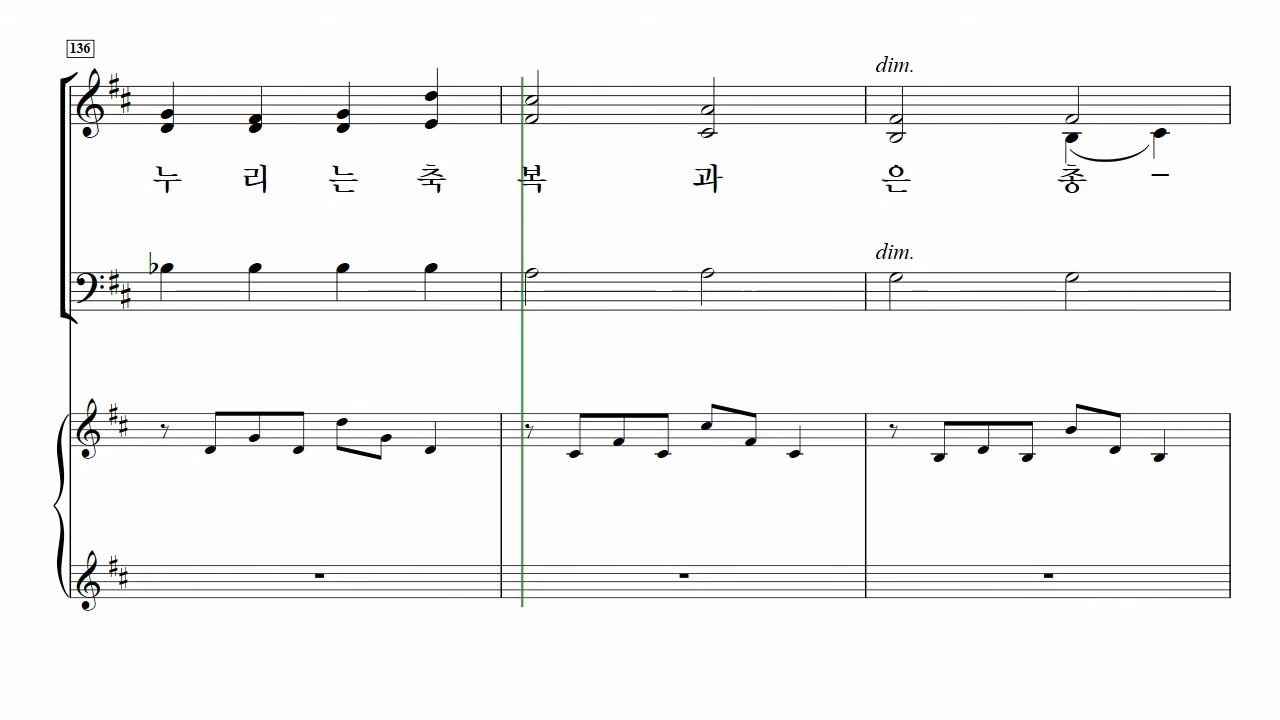 136
dim.
누 리 는 축 복 과 은 총 –
dim.